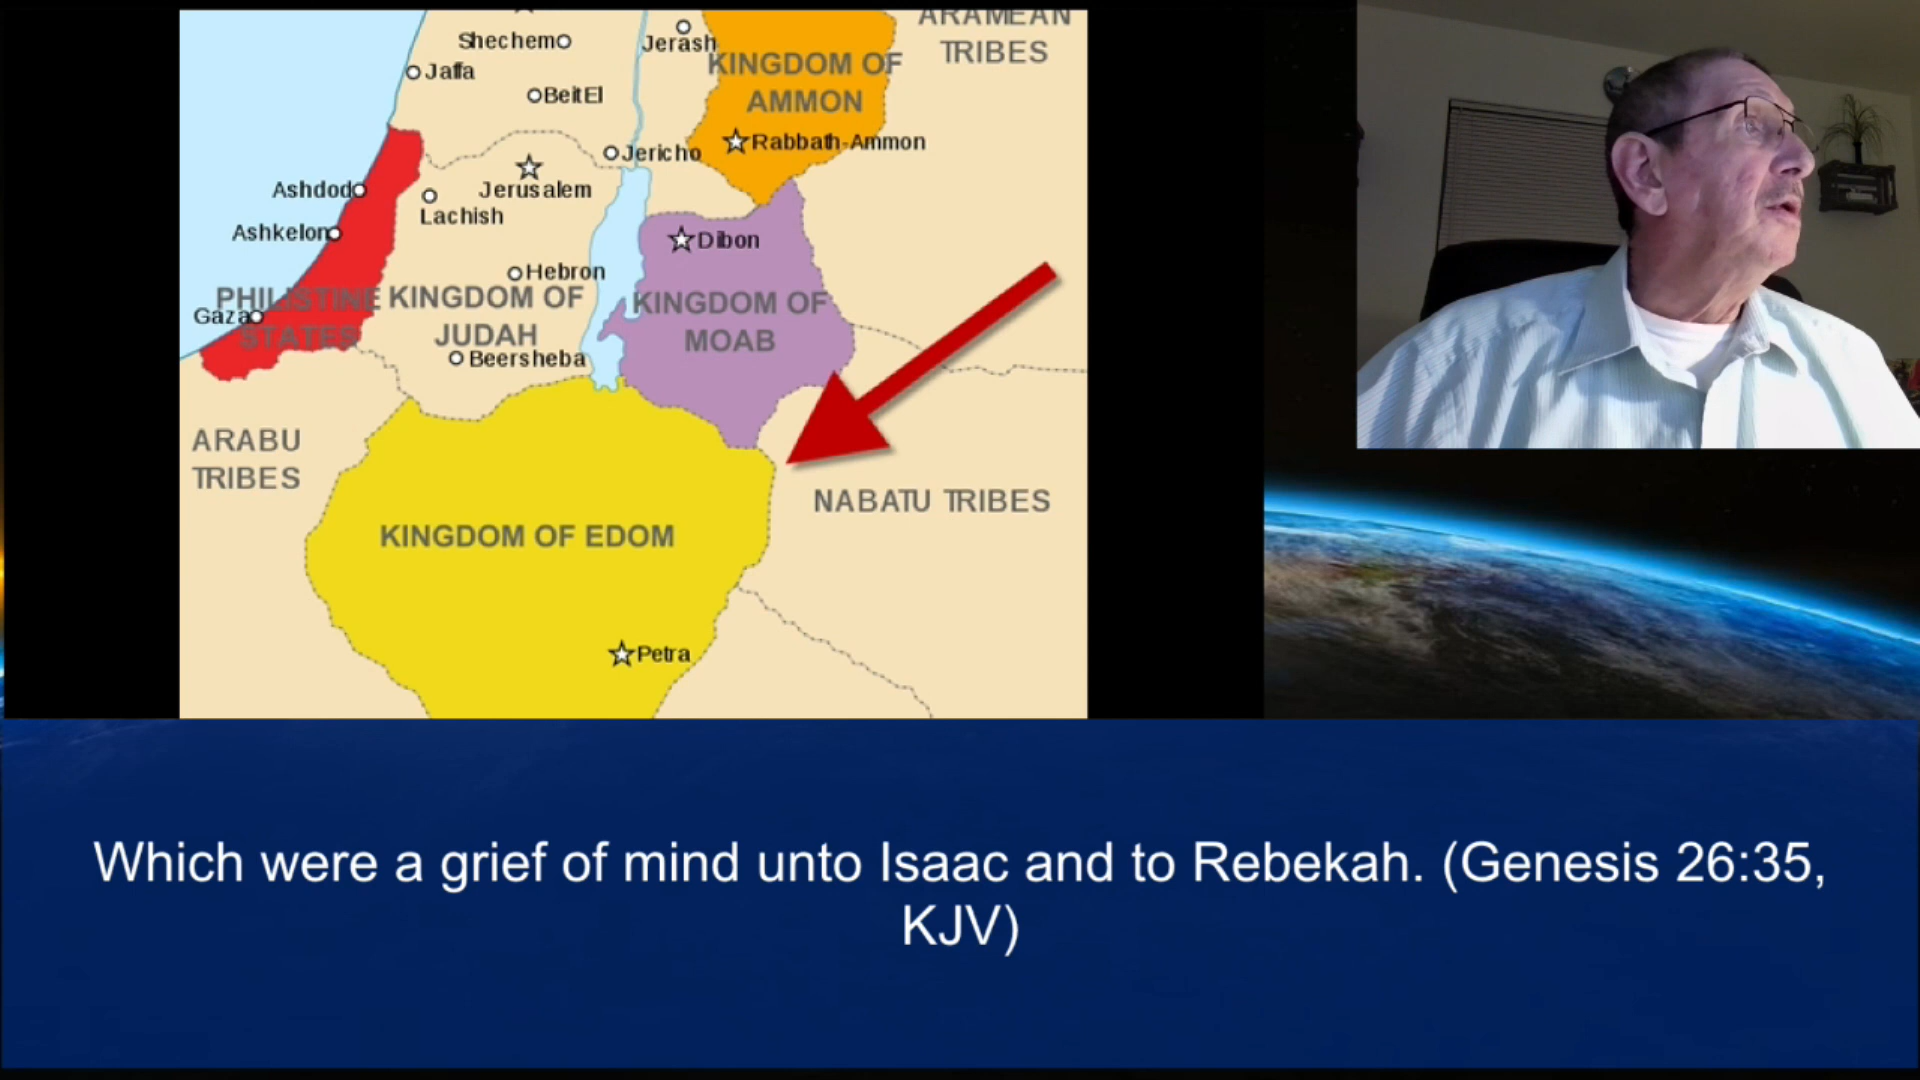 ARAMEAN
TRIBES
Shechem
Jerash
Jaffa
KINGDOM OF
AMMON
BeitEl
Rabbath-Ammon
Jericho
Ashdod
Jerusalem
Lachish
Ashkelon
Dibon
Hebron
PHILISTINE
STATES
Gaza
KINGDOM OF
JUDAH
KINGDOM OF
MOAB
Beersheba
ARABU
TRIBES
NABATU TRIBES
KINGDOM OF EDOM
Petra
Which were a grief of mind unto Isaac and to Rebekah. (Genesis 26:35,
KJV)